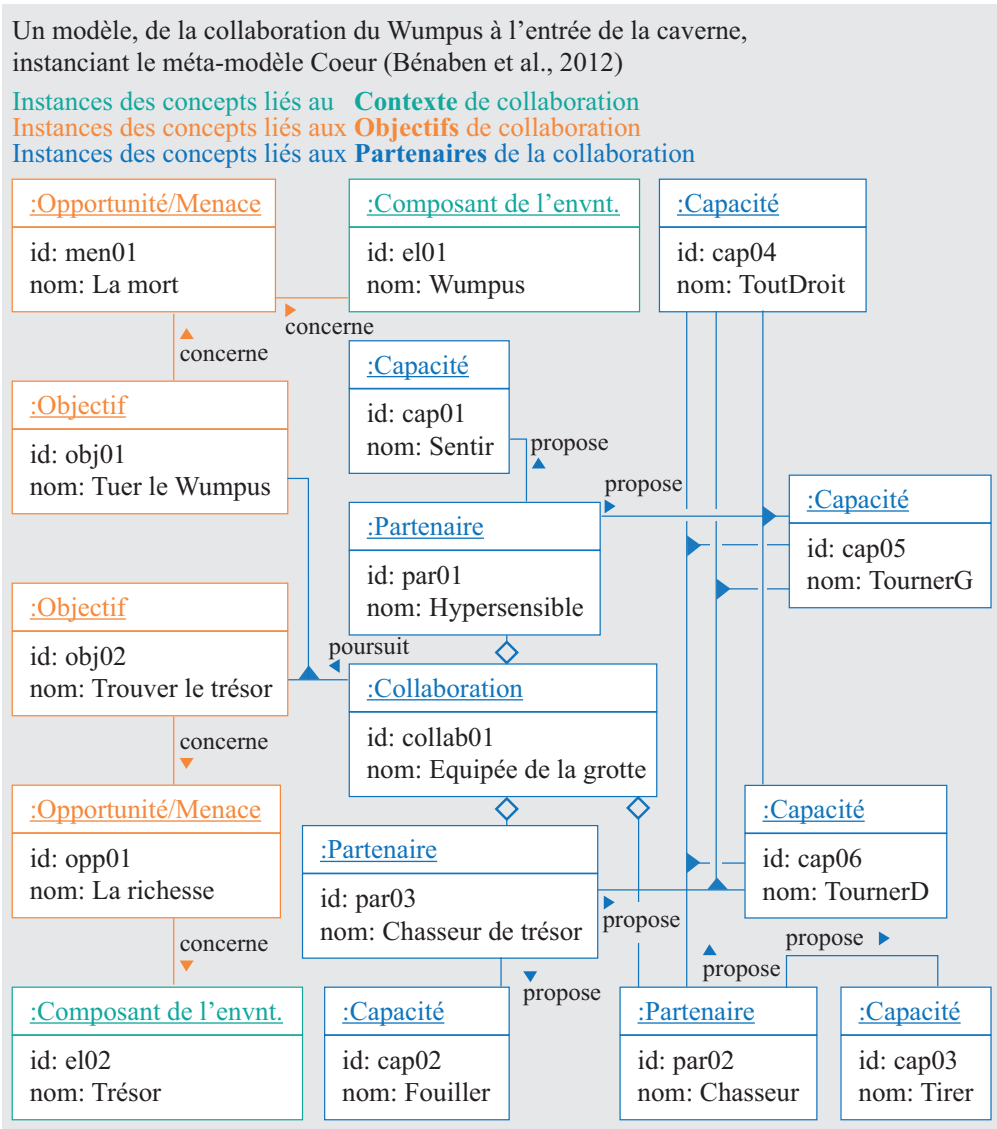 Un modèle, de la collaboration du Wumpus à l’entrée de la caverne,
instanciant le méta-modèle Coeur (Bénaben et al., 2012)
Instances des concepts liés au Contexte de collaboration
Instances des concepts liés aux Objectifs de collaboration
Instances des concepts liés aux Partenaires de la collaboration
:Opportunité/Menace
id: men01
nom: La mort
:Composant de l’envnt.
id: el01
nom: Wumpus
:Capacité
id: cap04
nom: ToutDroit
concerne
concerne
:Capacité
id: cap01
nom: Sentir
:Objectif
id: obj01
nom: Tuer le Wumpus
propose
propose
:Capacité
id: cap05
nom: TournerG
:Partenaire
id: par01
nom: Hypersensible
:Objectif
id: obj02
nom: Trouver le trésor
poursuit
:Collaboration
id: collab01
nom: Equipée de la grotte
concerne
:Opportunité/Menace
id: opp01
nom: La richesse
:Partenaire
id: par03
nom: Chasseur de trésor
:Capacité
id: cap06
nom: TournerD
propose
concerne
propose
propose
propose
:Composant de l’envnt.
id: el02
nom: Trésor
:Capacité
id: cap02
nom: Fouiller
:Partenaire
id: par02
nom: Chasseur
:Capacité
id: cap03
nom: Tirer